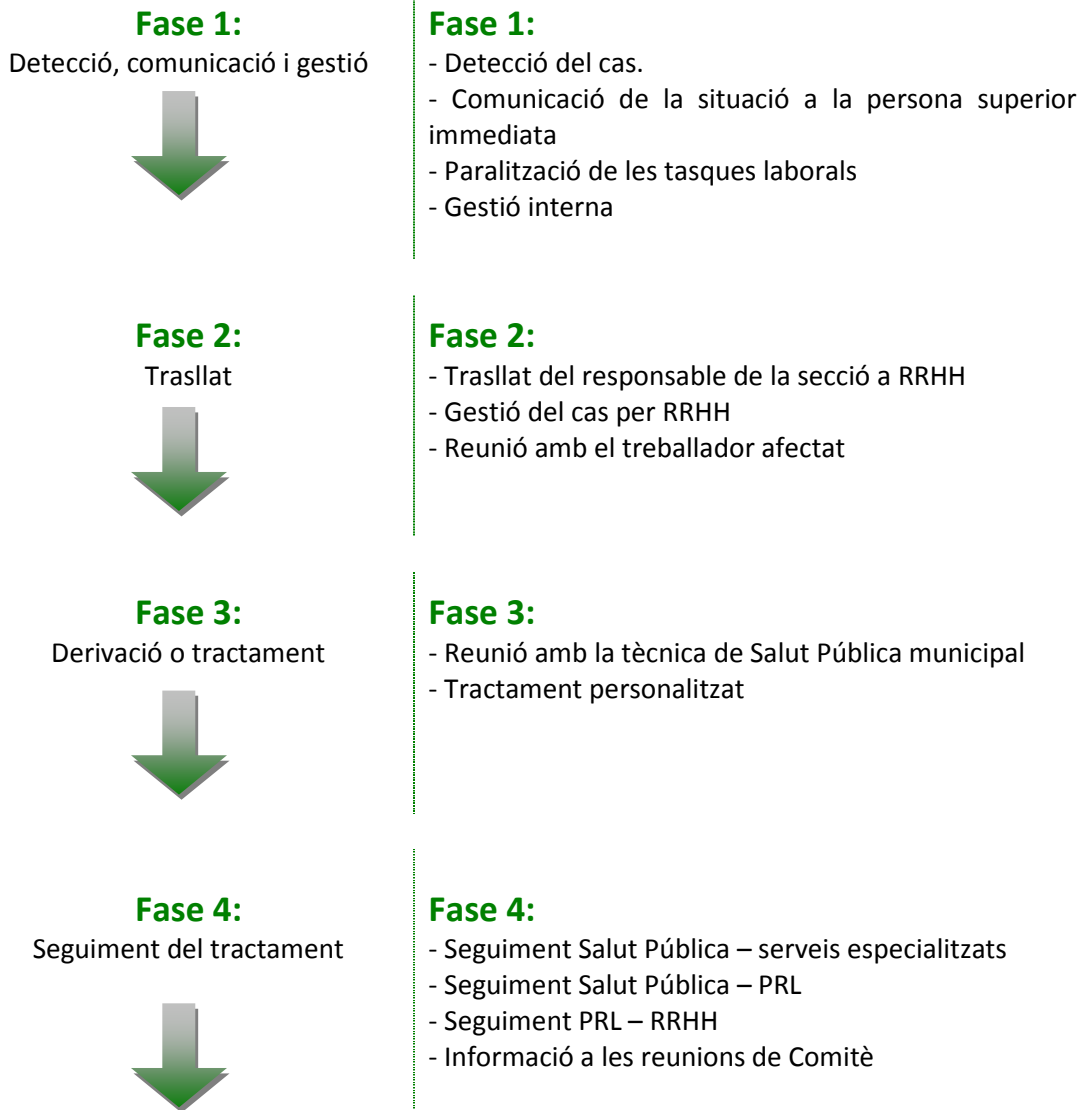 Fase 1:
Detecció, comunicació i gestió
Fase 1:
- Detecció del cas.
- Comunicació de la situació a la persona superior
immediata
- Paralització de les tasques laborals
- Gestió interna
Fase 2:
Trasllat
Fase 2:
- Trasllat del responsable de la secció a RRHH
- Gestió del cas per RRHH
- Reunió amb el treballador afectat
Fase 3:
Derivació o tractament
Fase 3:
- Reunió amb la tècnica de Salut Pública municipal
- Tractament personalitzat
Fase 4:
Seguiment del tractament
Fase 4:
- Seguiment Salut Pública – serveis especialitzats
- Seguiment Salut Pública – PRL
- Seguiment PRL – RRHH
- Informació a les reunions de Comitè